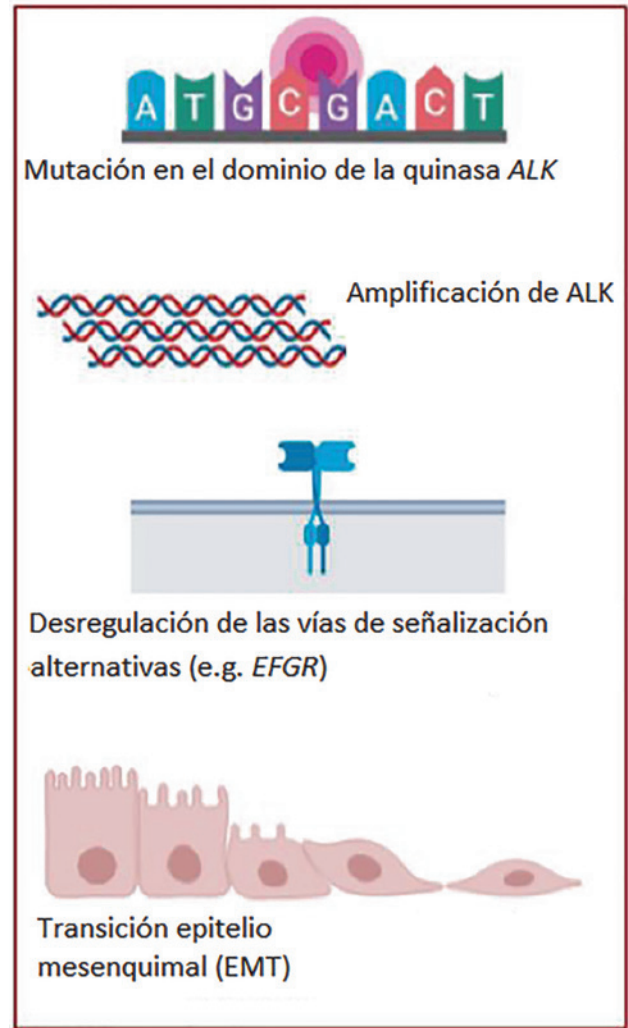 A T G C G A C T
Mutación en el dominio de la quinasa ALK
Amplificación de ALK
Desregulación de las vías de señalización
alternativas (e.g. EFGR)
Transición epitelio
mesenquimal (EMT)